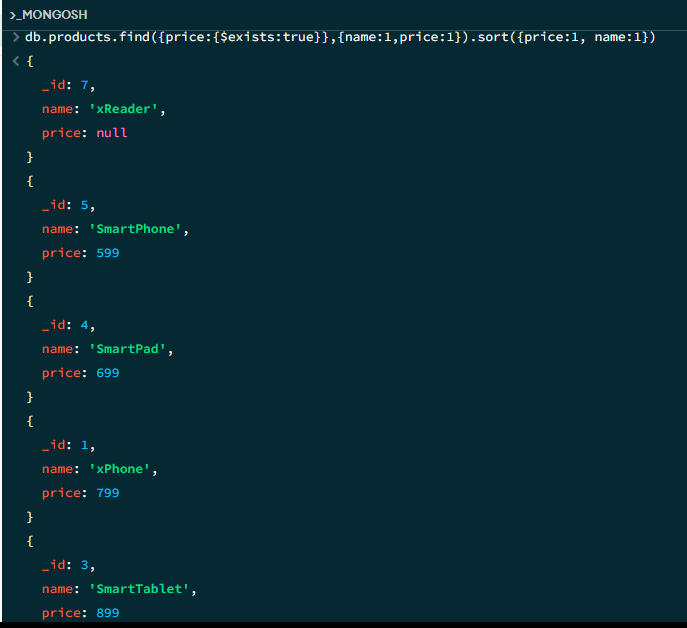 >_MONGOSH
> db.products.find({price:{$exists:true}},{name:1,price:1}).sort({price:1, name:1})
< {
_id: 7,
name: 'xReader',
price: null
}
{
_id: 5,
name: 'SmartPhone',
price: 599
}
{
_id: 4,
name: 'SmartPad',
price: 699
}
{
_id: 1,
name: 'xPhone',
price: 799
}
{
_id: 3,
name: 'SmartTablet',
price: 899